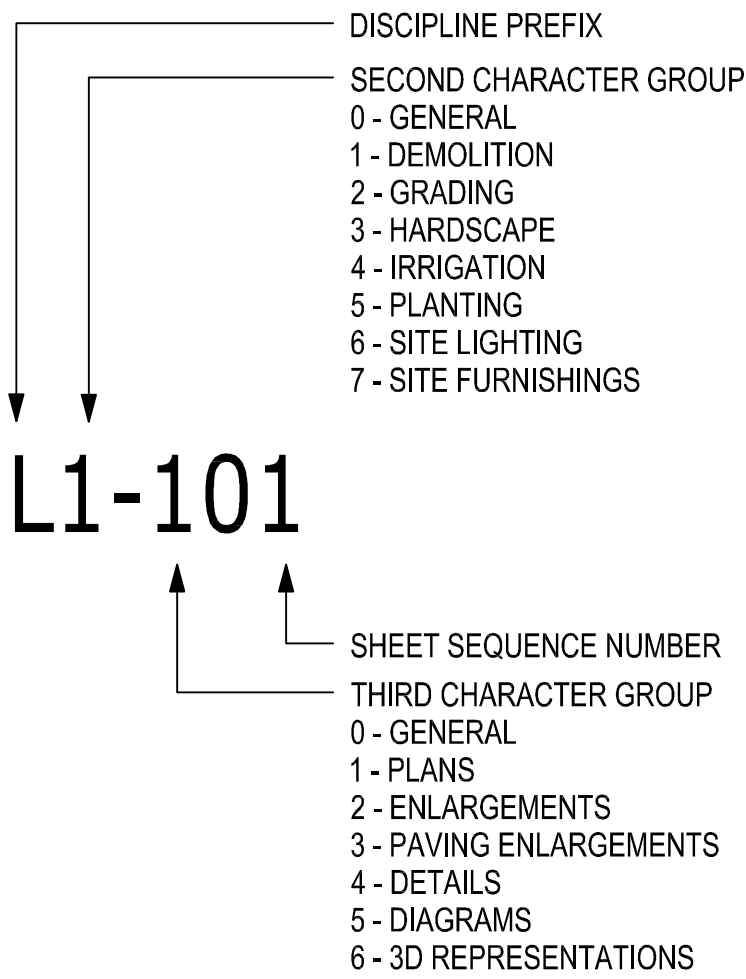 DISCIPLINE PREFIX
SECOND CHARACTER GROUP
0 - GENERAL
1 - DEMOLITION
2 - GRADING
3 - HARDSCAPE
4 - IRRIGATION
5 - PLANTING
6 - SITE LIGHTING
7 - SITE FURNISHINGS
L1-101
SHEET SEQUENCE NUMBER
THIRD CHARACTER GROUP
0 - GENERAL
1 - PLANS
2 - ENLARGEMENTS
3 - PAVING ENLARGEMENTS
4 - DETAILS
5 - DIAGRAMS
6 - 3D REPRESENTATIONS